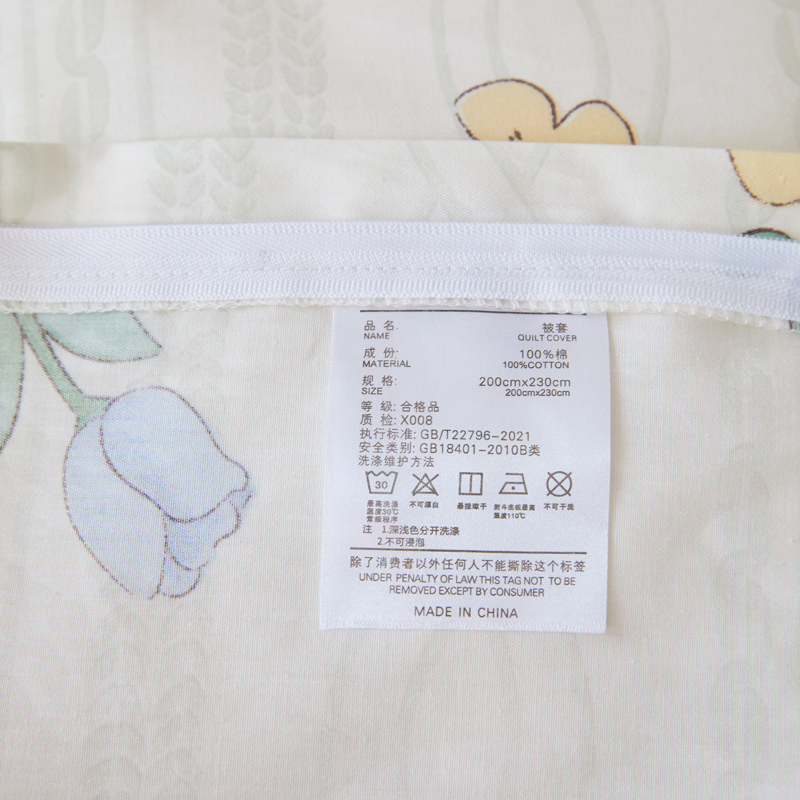 品 名: 被套
NAME QUILT COVER
成 份: 100%棉
MATERIAL 100%COTTON
规 格: 200cmx230cm
SIZE 200cmx230cm
等 级: 合格品
质 检: X008
执行标准: GB/T22796-2021
安全类别: GB18401-2010B类
洗涤维护方法
30
最高洗涤温度30℃常规程序 不可漂白 悬挂晾干 熨斗底板最高温度110℃ 不可干洗
注 1.深浅色分开洗涤
2.不可浸泡
除了消费者以外任何人不能撕除这个标签
UNDER PENALTY OF LAW THIS TAG NOT TO BE
REMOVED EXCEPT BY CONSUMER
MADE IN CHINA